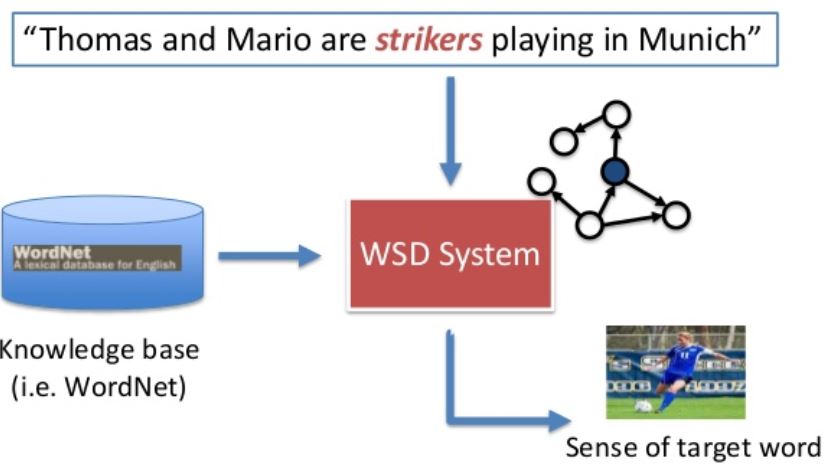 “Thomas and Mario are strikers playing in Munich”
WordNet
A lexical database for English
WSD System
Knowledge base
(i.e. WordNet)
Sense of target word